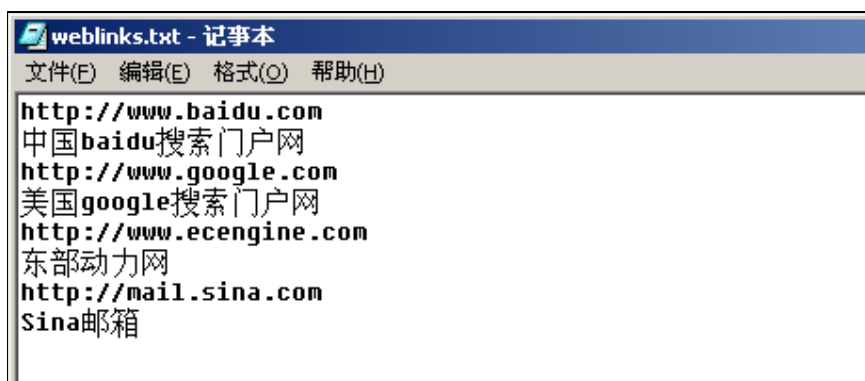 weblinks.txt - 记事本
文件(F) 编辑(E) 格式(O) 帮助(H)
http://www.baidu.com
中国baidu搜索门户网
http://www.google.com
美国google搜索门户网
http://www.ecengine.com
东部动力网
http://mail.sina.com
Sina邮箱